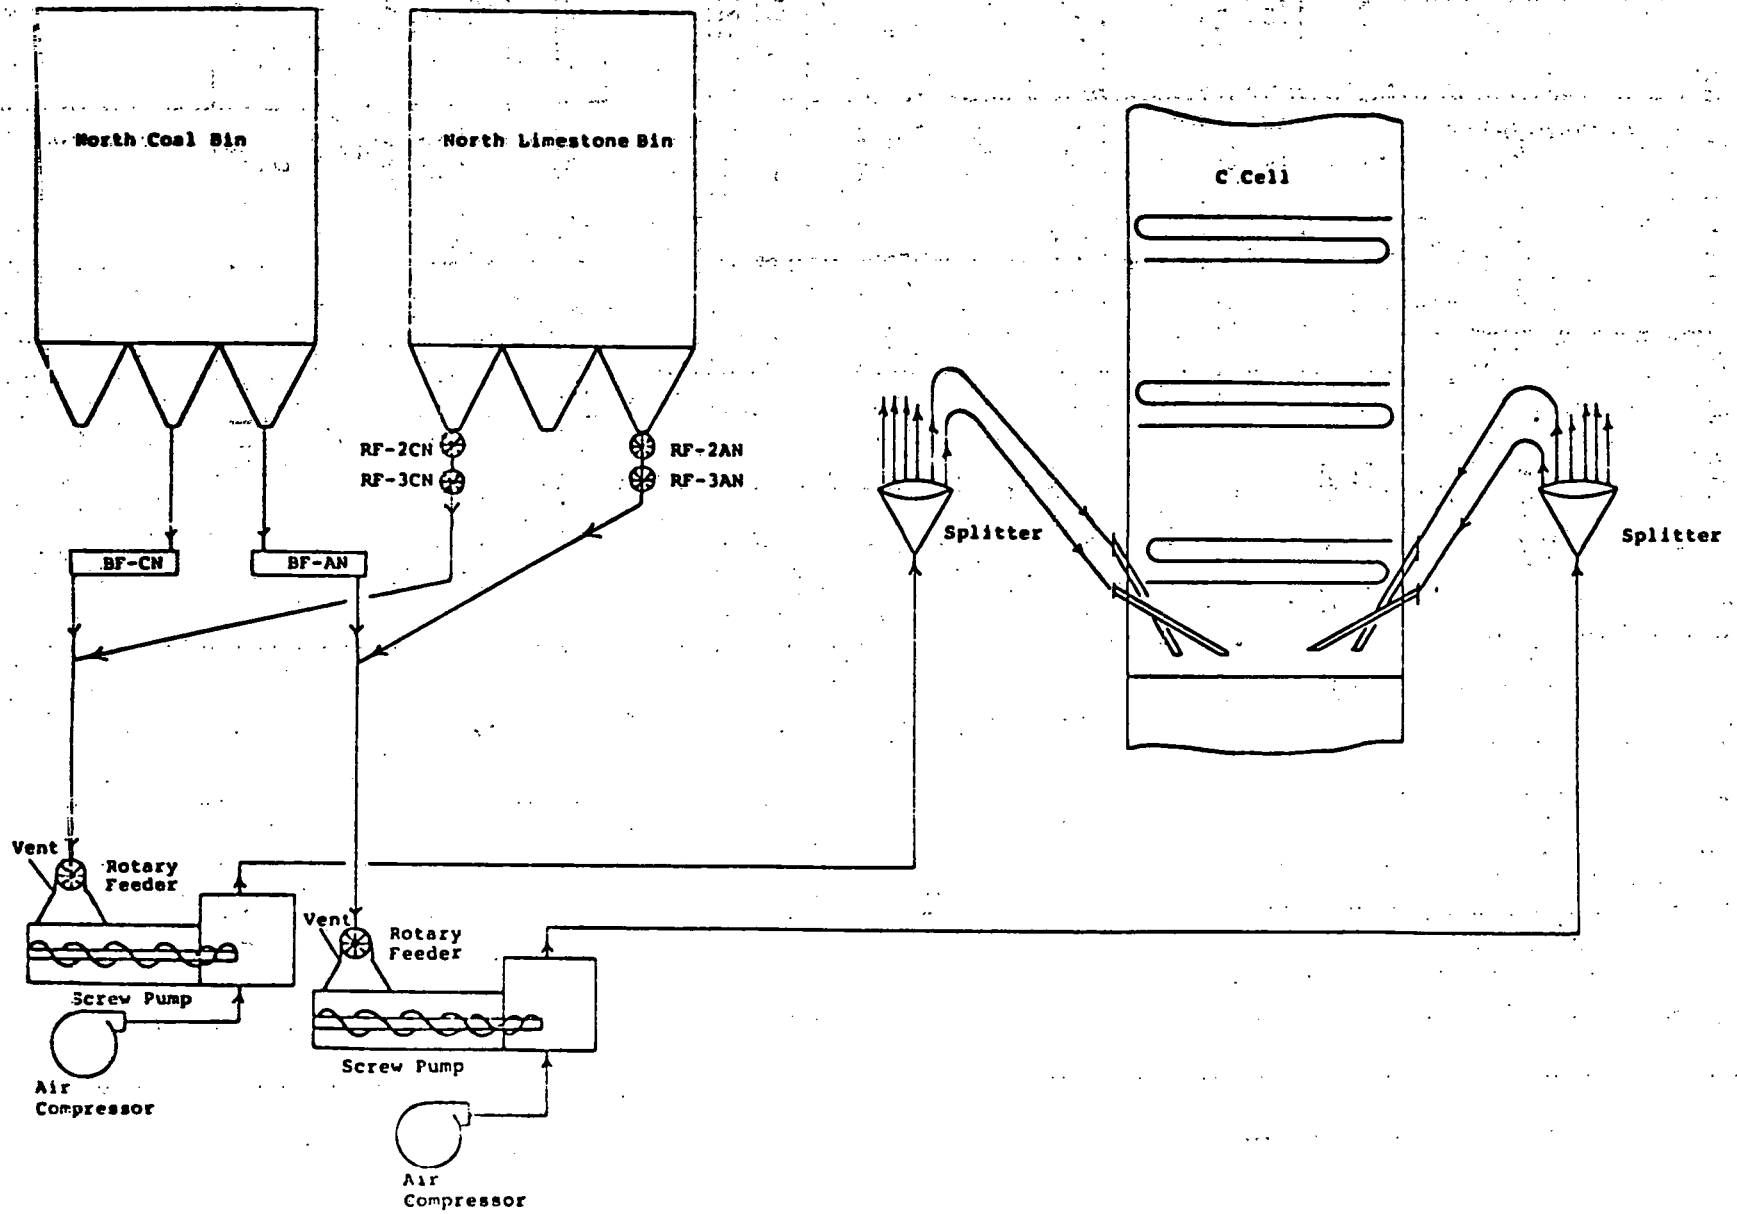 North Coal Bin
North Limestone Bin
C Cell
RF-2CN
RF-3CN
RF-2AN
RF-3AN
Splitter
Splitter
BF-CN
BF-AN
Vent
Rotary
Feeder
Vent
Rotary
Feeder
Screw Pump
Screw Pump
Air
Compressor
Air
Compressor